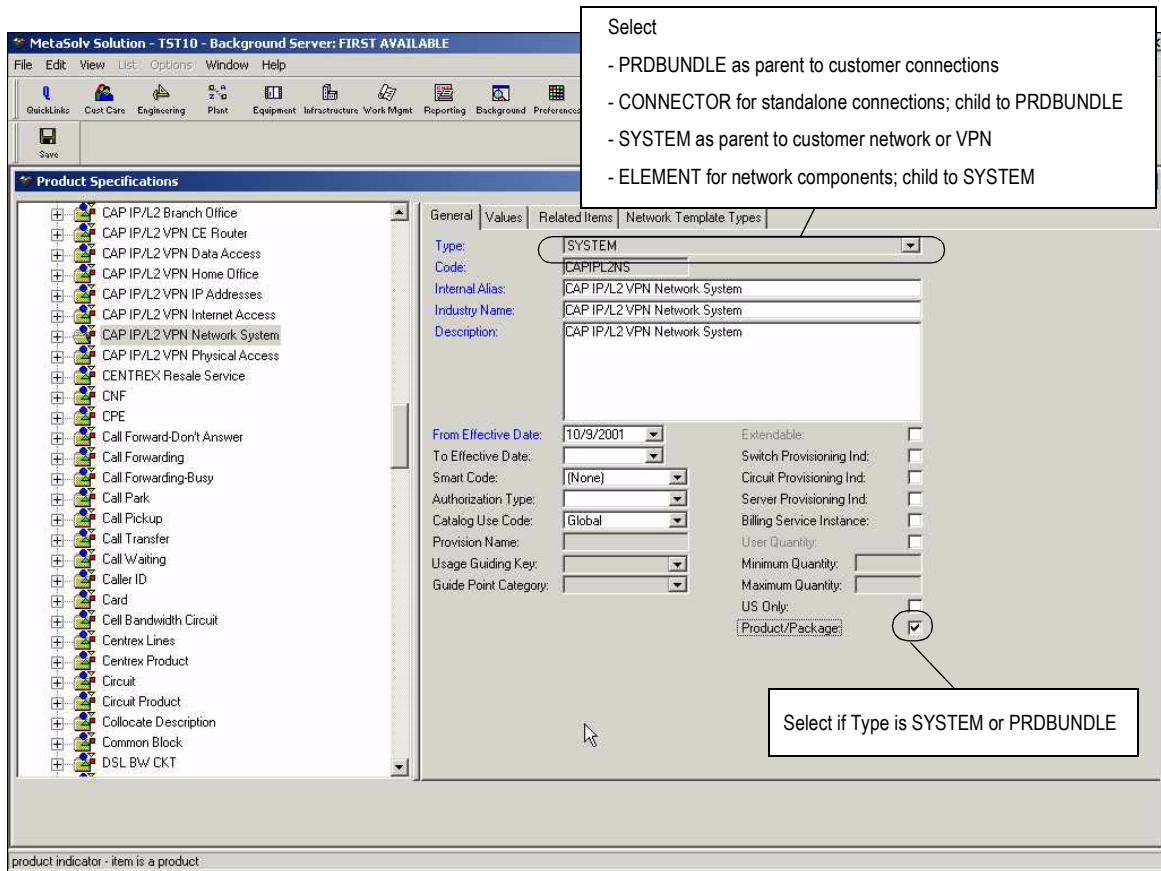 Select
- PRDBUNDLE as parent to customer connections
- CONNECTOR for standalone connections; child to PRDBUNDLE
- SYSTEM as parent to customer network or VPN
- ELEMENT for network components; child to SYSTEM
MetaSolv Solution - TST10 - Background Server: FIRST AVAILABLE
File Edit View List Options Window Help
QuickLinks Cust Care Engineering Plant Equipment Infrastructure Work Mgmt Reporting Background Preferences
Save
Product Specifications
CAP IP/L2 Branch Office
CAP IP/L2 VPN CE Router
CAP IP/L2 VPN Data Access
CAP IP/L2 VPN Home Office
CAP IP/L2 VPN IP Addresses
CAP IP/L2 VPN Internet Access
CAP IP/L2 VPN Network System
CAP IP/L2 VPN Physical Access
CENTREX Resale Service
CNF
CPE
Call Forward-Don't Answer
Call Forwarding
Call Forwarding-Busy
Call Park
Call Pickup
Call Transfer
Call Waiting
Caller ID
Card
Cell Bandwidth Circuit
Centrex Lines
Centrex Product
Circuit
Circuit Product
Collocate Description
Common Block
DSL BW CKT
General Values Related Items Network Template Types
Type: SYSTEM
Code: CAPIPL2NS
Internal Alias: CAP IP/L2 VPN Network System
Industry Name: CAP IP/L2 VPN Network System
Description: CAP IP/L2 VPN Network System
From Effective Date: 10/9/2001 Extendable:
To Effective Date: Switch Provisioning Ind:
Smart Code: (None) Circuit Provisioning Ind:
Authorization Type: Server Provisioning Ind:
Catalog Use Code: Global Billing Service Instance:
Provision Name: User Quantity:
Usage Guiding Key: Minimum Quantity:
Guide Point Category: Maximum Quantity:
US Only:
Product/Package:
Select if Type is SYSTEM or PRDBUNDLE
product indicator - item is a product